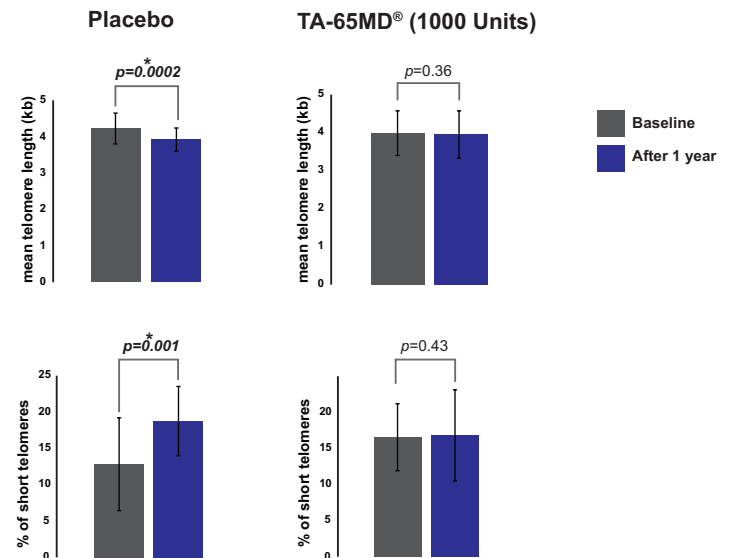 Placebo
TA-65MD® (1000 Units)
*
p=0.0002
p=0.36
mean telomere length (kb)
5
4
3
2
1
0
mean telomere length (kb)
5
4
3
2
1
0
Baseline
After 1 year
*
p=0.001
p=0.43
% of short telomeres
25
20
15
10
5
0
% of short telomeres
20
15
10
5
0